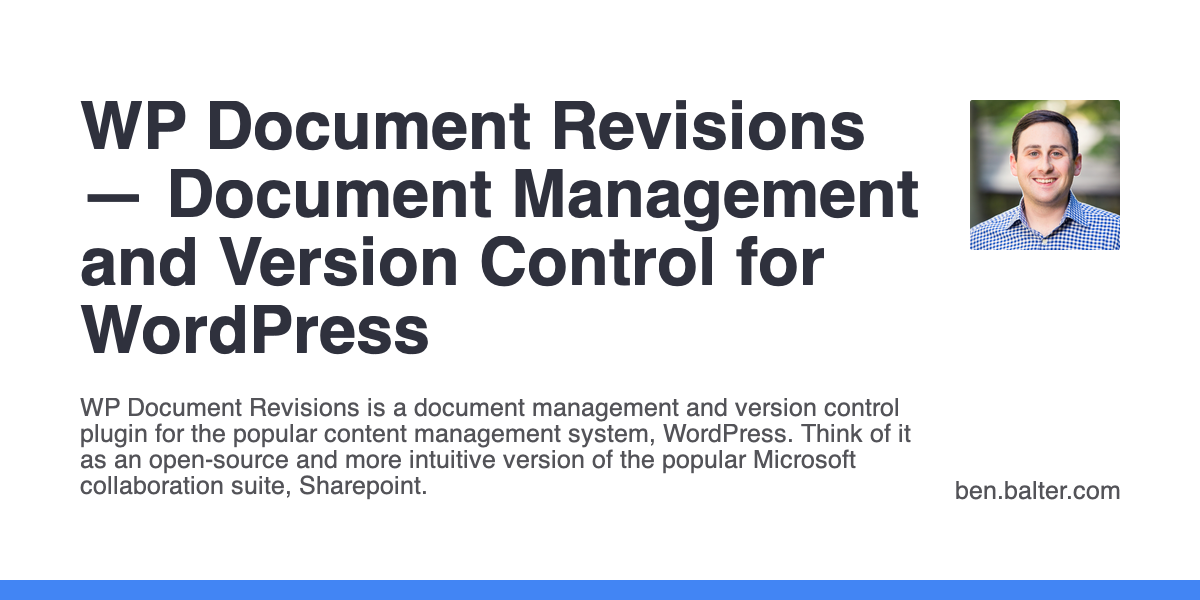 WP Document Revisions
— Document Management
and Version Control for
WordPress
WP Document Revisions is a document management and version control
plugin for the popular content management system, WordPress. Think of it
as an open-source and more intuitive version of the popular Microsoft
collaboration suite, Sharepoint.
ben.balter.com